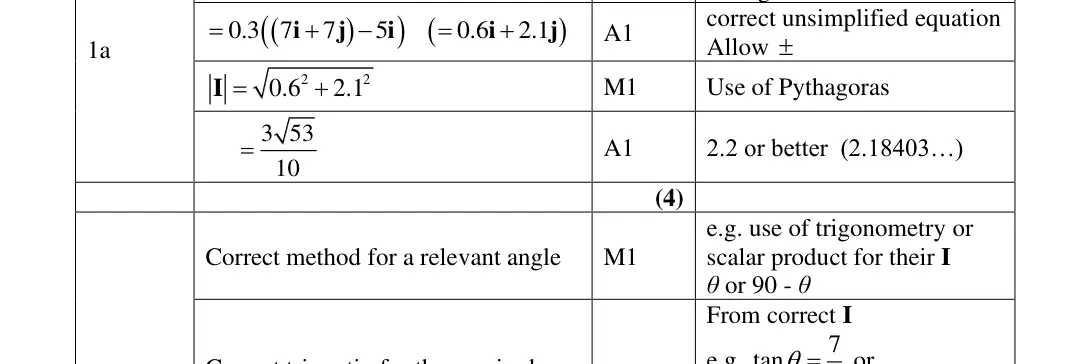 1a
= 0.3((7i + 7j) − 5i) (= 0.6i + 2.1j)
A1
correct unsimplified equation
Allow ±
|I| = √(0.6² + 2.1²)
M1
Use of Pythagoras
= 3√53/10
A1
2.2 or better (2.18403…)
(4)
Correct method for a relevant angle
M1
e.g. use of trigonometry or
scalar product for their I
θ or 90 - θ
From correct I
e.g. tan θ = 7 or